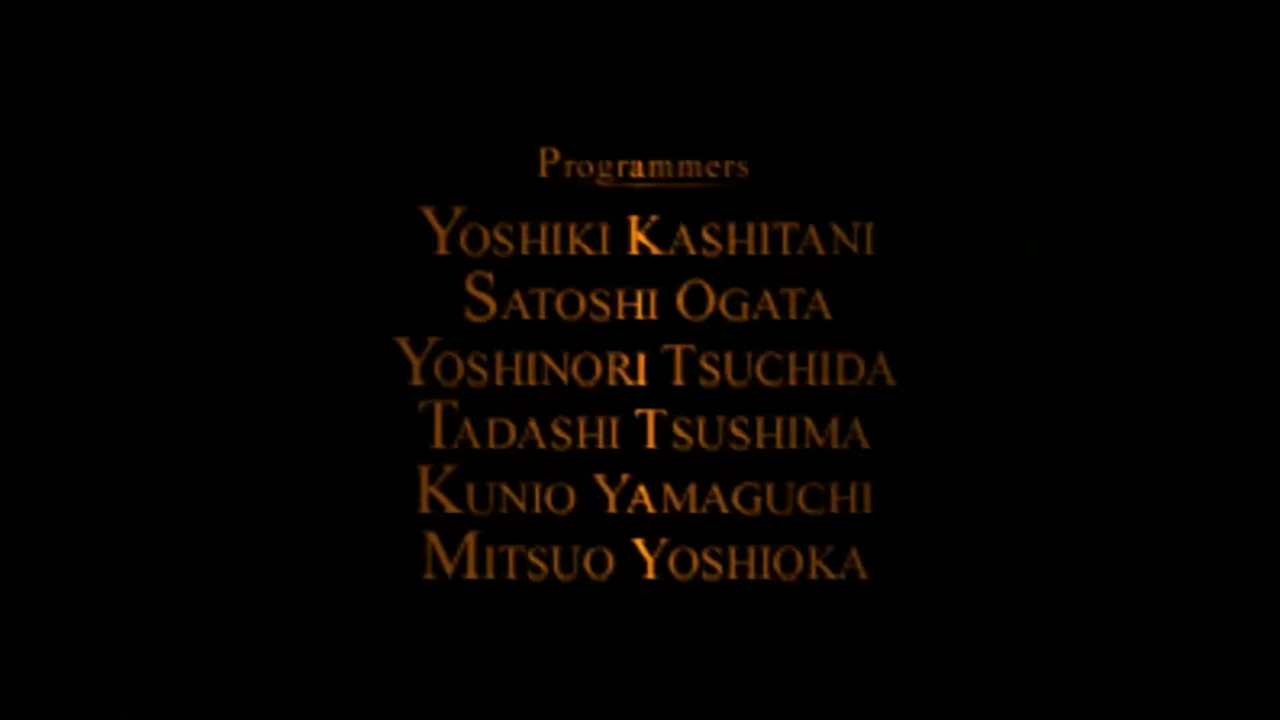 Programmers
Yoshiki Kashitani
Satoshi Ogata
Yoshinori Tsuchida
Tadashi Tsushima
Kunio Yamaguchi
Mitsuo Yoshioka